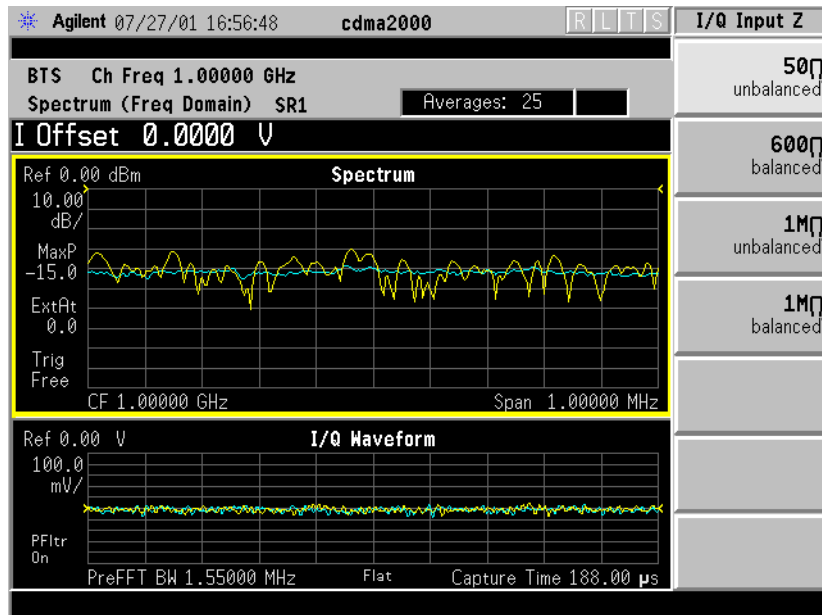 Agilent 07/27/01 16:56:48 cdma2000 R L T S
I/Q Input Z
BTS Ch Freq 1.00000 GHz
Spectrum (Freq Domain) SR1 Averages: 25
I Offset 0.0000 V
Ref 0.00 dBm Spectrum
10.00
dB/
MaxP
-15.0
ExtAt
0.0
Trig
Free
CF 1.00000 GHz Span 1.00000 MHz
Ref 0.00 V I/Q Waveform
100.0
mV/
PFltr
On
PreFFT BW 1.55000 MHz Flat Capture Time 188.00 µs
50Ω
unbalanced
600Ω
balanced
1MΩ
unbalanced
1MΩ
balanced